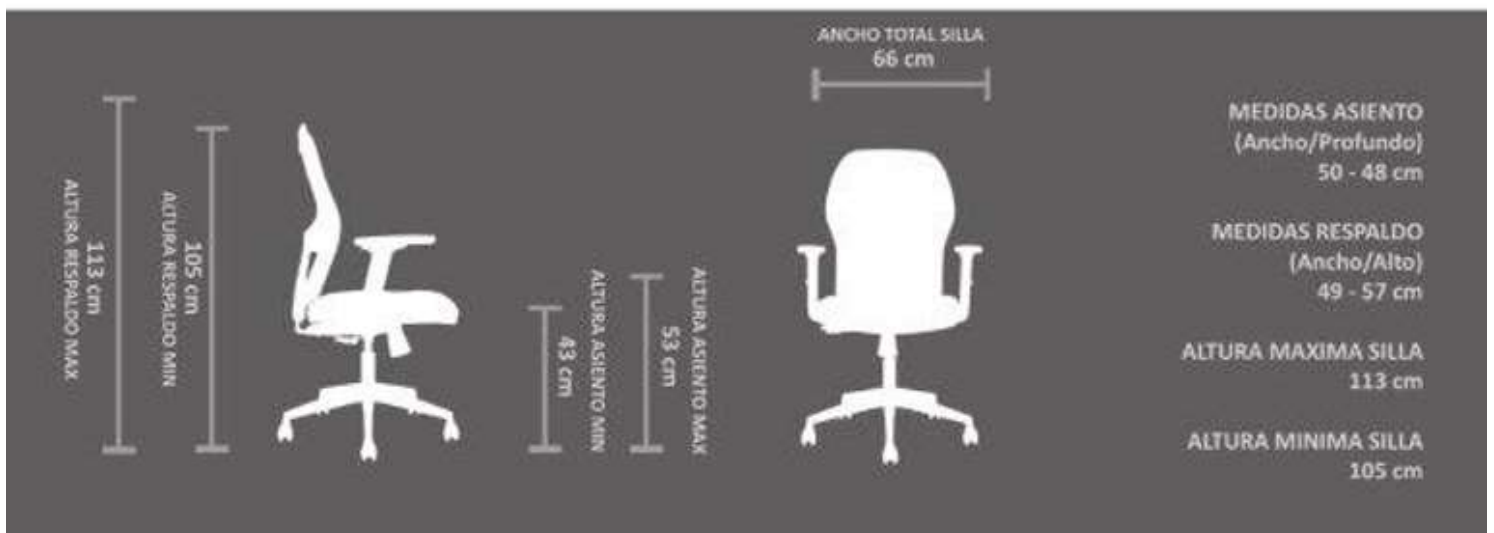 ANCHO TOTAL SILLA
66 cm
113 cm
ALTURA RESPALDO MAX
105 cm
ALTURA RESPALDO MIN
43 cm
ALTURA ASIENTO MIN
53 cm
ALTURA ASIENTO MAX
MEDIDAS ASIENTO
(Ancho/Profundo)
50 - 48 cm
MEDIDAS RESPALDO
(Ancho/Alto)
49 - 57 cm
ALTURA MAXIMA SILLA
113 cm
ALTURA MINIMA SILLA
105 cm